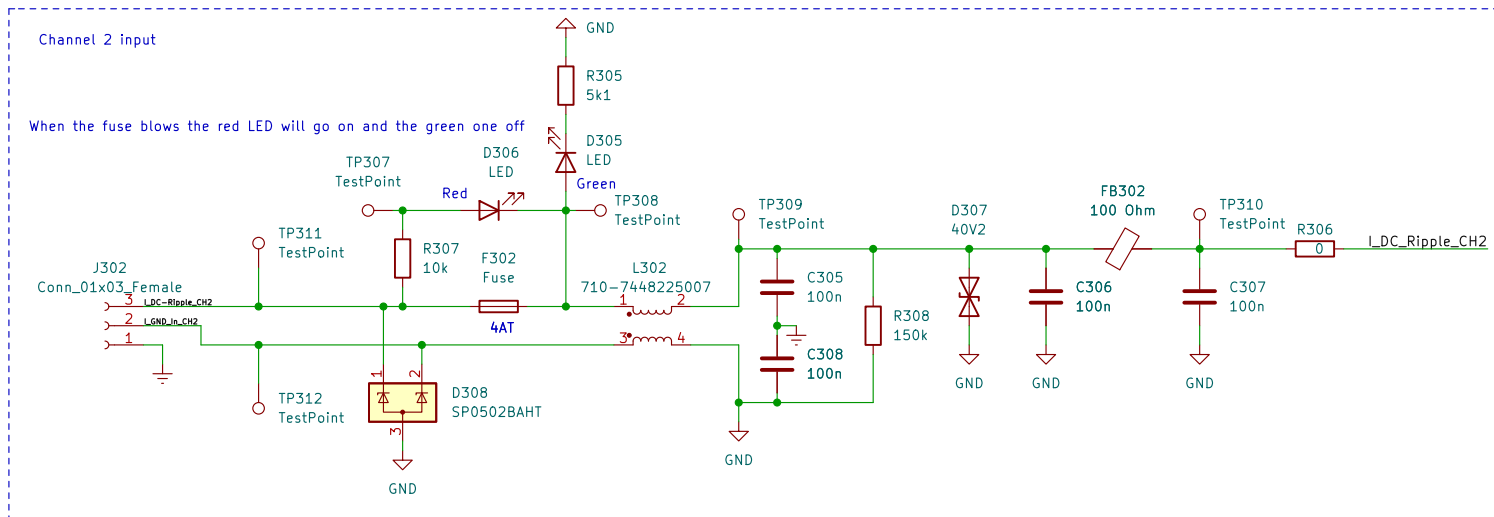 Channel 2 input
GND
R305
5k1
When the fuse blows the red LED will go on and the green one off
D305
LED
D306
LED
TP307
TestPoint
Red
Green
TP308
TestPoint
TP309
TestPoint
D307
40V2
FB302
100 Ohm
TP310
TestPoint
R306
0
I_DC_Ripple_CH2
TP311
TestPoint
R307
10k
F302
Fuse
4AT
L302
710-7448225007
1
2
3
4
C305
100n
R308
150k
C306
100n
C307
100n
C308
100n
J302
Conn_01x03_Female
3
I_DC-Ripple_CH2
2
I_GND_In_CH2
1
TP312
TestPoint
1
2
3
D308
SP0502BAHT
GND
GND
GND
GND
GND